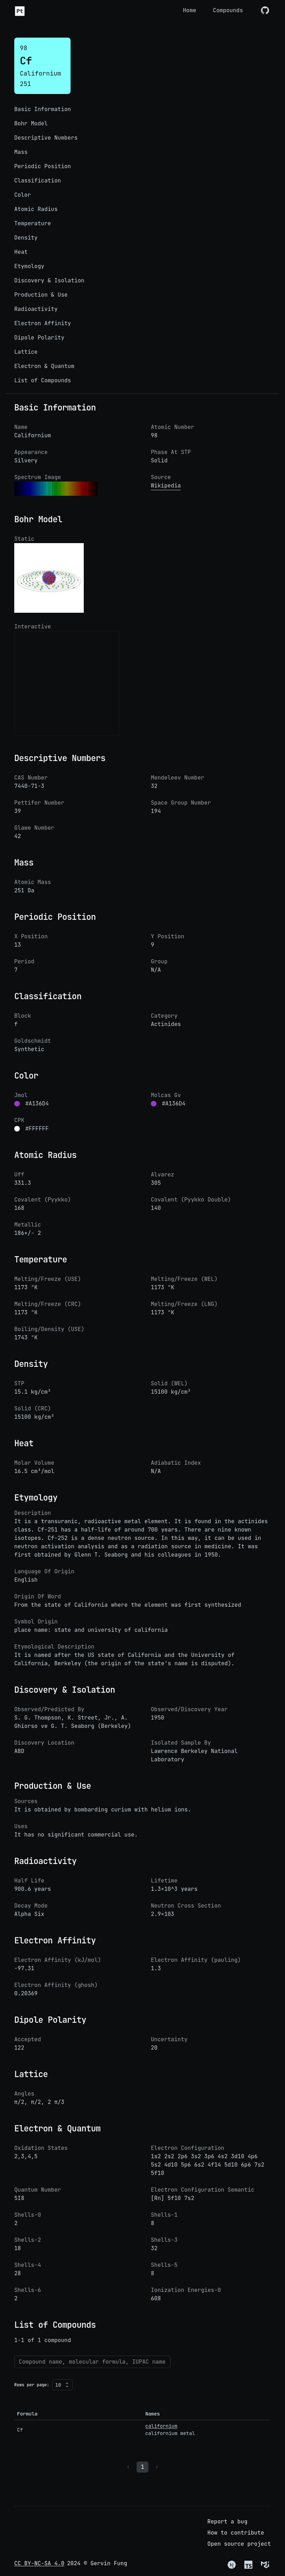 Pt
Home
Compounds
98
Cf
Californium
251
Basic Information
Bohr Model
Descriptive Numbers
Mass
Periodic Position
Classification
Color
Atomic Radius
Temperature
Density
Heat
Etymology
Discovery & Isolation
Production & Use
Radioactivity
Electron Affinity
Dipole Polarity
Lattice
Electron & Quantum
List of Compounds
Basic Information
Name
Californium
Atomic Number
98
Appearance
Silvery
Phase At STP
Solid
Spectrum Image
Source
Wikipedia
Bohr Model
Static
Interactive
Descriptive Numbers
CAS Number
7440-71-3
Mendeleev Number
32
Pettifor Number
39
Space Group Number
194
Glawe Number
42
Mass
Atomic Mass
251 Da
Periodic Position
X Position
13
Y Position
9
Period
7
Group
N/A
Classification
Block
f
Category
Actinides
Goldschmidt
Synthetic
Color
Jmol
#A136D4
Molcas Gv
#A136D4
CPK
#FFFFFF
Atomic Radius
Uff
331.3
Alvarez
305
Covalent (Pyykko)
168
Covalent (Pyykko Double)
140
Metallic
186+/- 2
Temperature
Melting/Freeze (USE)
1173 °K
Melting/Freeze (WEL)
1173 °K
Melting/Freeze (CRC)
1173 °K
Melting/Freeze (LNG)
1173 °K
Boiling/Density (USE)
1743 °K
Density
STP
15.1 kg/cm³
Solid (WEL)
15100 kg/cm³
Solid (CRC)
15100 kg/cm³
Heat
Molar Volume
16.5 cm³/mol
Adiabatic Index
N/A
Etymology
Description
It is a transuranic, radioactive metal element. It is found in the actinides
class. Cf-251 has a half-life of around 700 years. There are nine known
isotopes. Cf-252 is a dense neutron source. In this way, it can be used in
neutron activation analysis and as a radiation source in medicine. It was
first obtained by Glenn T. Seaborg and his colleagues in 1950.
Language Of Origin
English
Origin Of Word
From the state of California where the element was first synthesized
Symbol Origin
place name: state and university of california
Etymological Description
It is named after the US state of California and the University of
California, Berkeley (the origin of the state's name is disputed).
Discovery & Isolation
Observed/Predicted By
S. G. Thompson, K. Street, Jr., A.
Ghiorso ve G. T. Seaborg (Berkeley)
Observed/Discovery Year
1950
Discovery Location
ABD
Isolated Sample By
Lawrence Berkeley National
Laboratory
Production & Use
Sources
It is obtained by bombarding curium with helium ions.
Uses
It has no significant commercial use.
Radioactivity
Half Life
900.6 years
Lifetime
1.3×10^3 years
Decay Mode
Alpha Six
Neutron Cross Section
2.9×103
Electron Affinity
Electron Affinity (kJ/mol)
-97.31
Electron Affinity (pauling)
1.3
Electron Affinity (ghosh)
0.20369
Dipole Polarity
Accepted
122
Uncertainty
20
Lattice
Angles
π/2, π/2, 2 π/3
Electron & Quantum
Oxidation States
2,3,4,5
Electron Configuration
1s2 2s2 2p6 3s2 3p6 4s2 3d10 4p6
5s2 4d10 5p6 6s2 4f14 5d10 6p6 7s2
5f10
Quantum Number
5I8
Electron Configuration Semantic
[Rn] 5f10 7s2
Shells-0
2
Shells-1
8
Shells-2
18
Shells-3
32
Shells-4
28
Shells-5
8
Shells-6
2
Ionization Energies-0
608
List of Compounds
1-1 of 1 compound
Compound name, molecular formula, IUPAC name
Rows per page:
10
Formula
Names
Cf
californium
californium metal
‹
1
›
Report a bug
How to contribute
Open source project
CC BY-NC-SA 4.0 2024 © Gervin Fung
N
TS